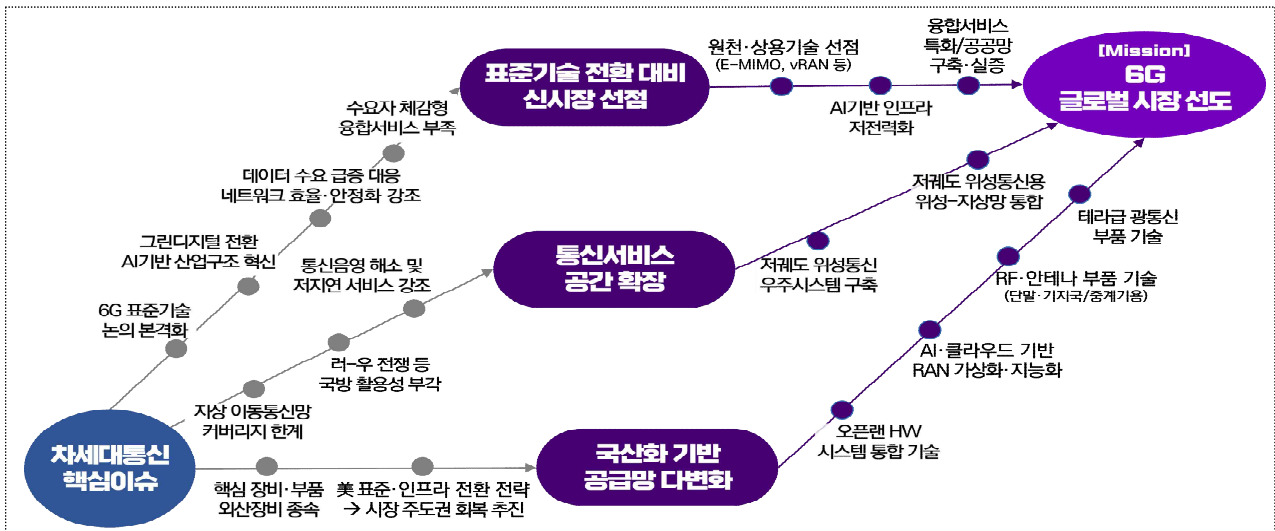 표준기술 전환 대비
신시장 선점
원천·상용기술 선점
(E-MIMO, vRAN 등)
AI기반 인프라
저전력화
융합서비스
특화/공공망
구축·실증
[Mission]
6G
글로벌 시장 선도
수요자 체감형
융합서비스 부족
데이터 수요 급증 대응
네트워크 효율·안정화 강조
그린디지털 전환
AI기반 산업구조 혁신
6G 표준기술
논의 본격화
통신음영 해소 및
저지연 서비스 강조
러-우 전쟁 등
국방 활용성 부각
지상 이동통신망
커버리지 한계
통신서비스
공간 확장
저궤도 위성통신
우주시스템 구축
저궤도 위성통신용
위성-지상망 통합
테라급 광통신
부품 기술
RF·안테나 부품 기술
(단말·기지국/중계기용)
AI·클라우드 기반
RAN 가상화·지능화
오픈랜 HW
시스템 통합 기술
차세대통신
핵심이슈
핵심 장비·부품
외산장비 종속
美 표준·인프라 전환 전략
→ 시장 주도권 회복 추진
국산화 기반
공급망 다변화